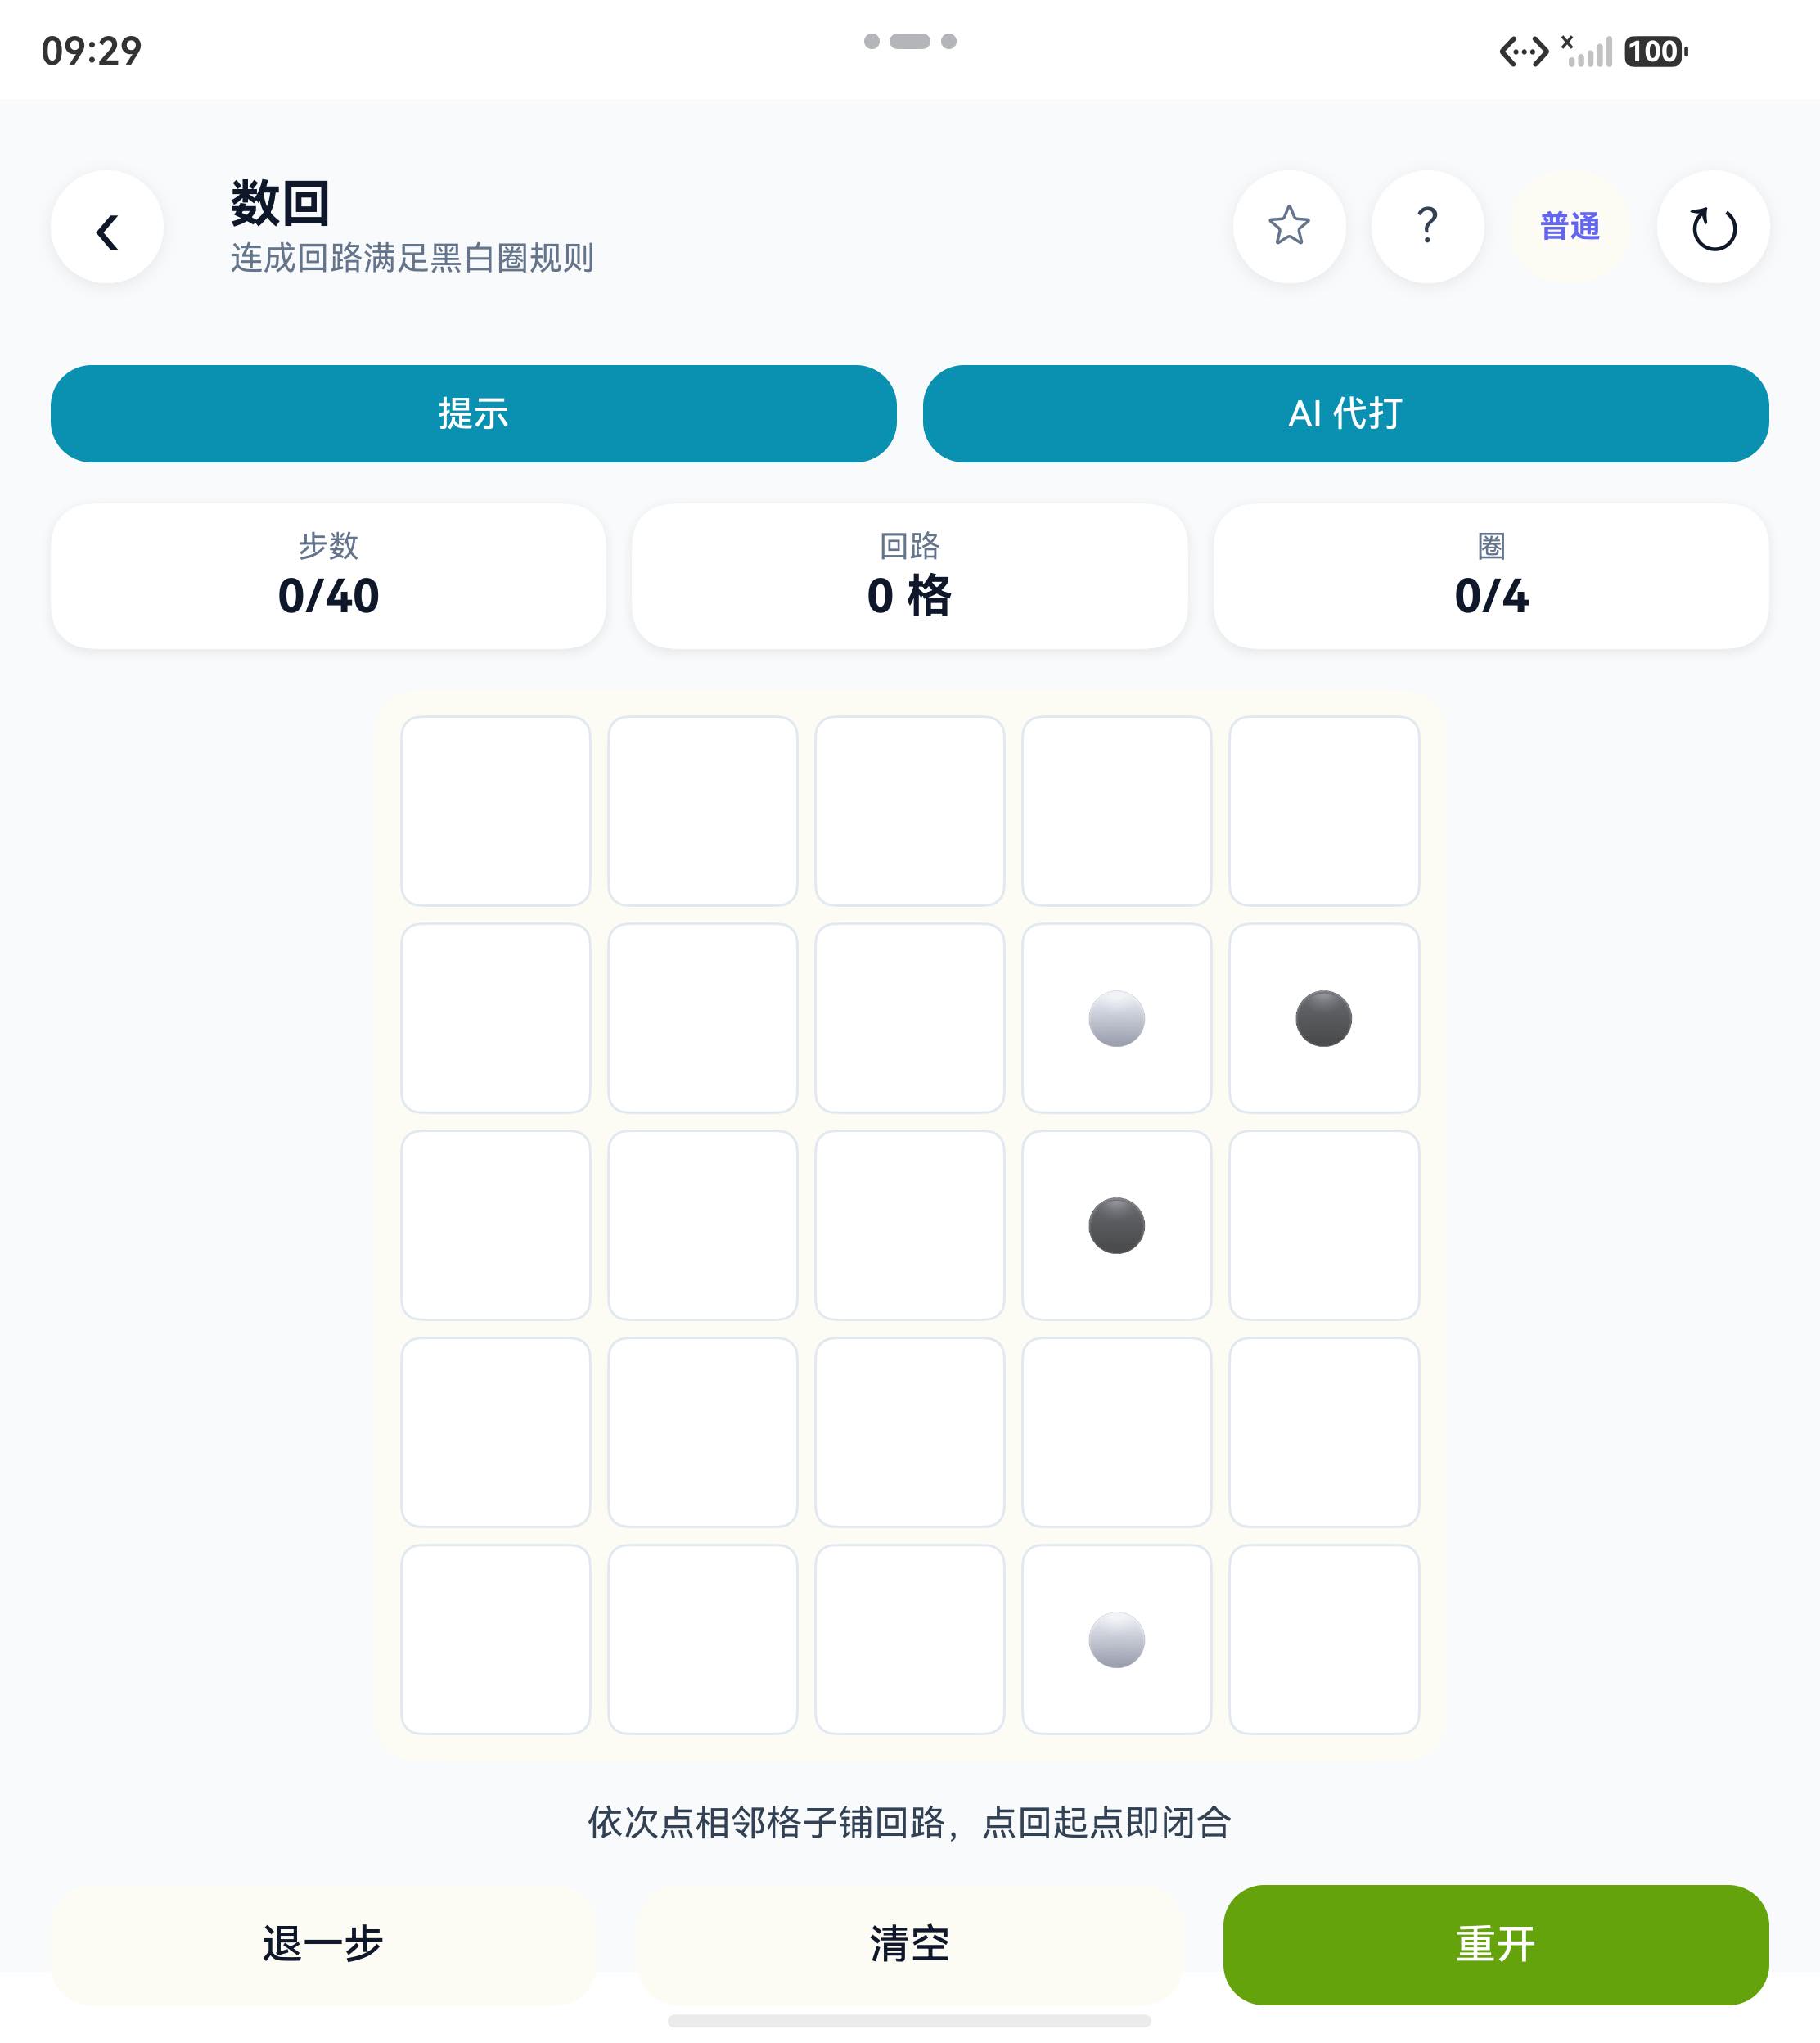 09:29
100
数回
连成回路满足黑白圈规则
?
普通
提示
AI 代打
步数
0/40
回路
0 格
圈
0/4
依次点相邻格子铺回路，点回起点即闭合
退一步
清空
重开